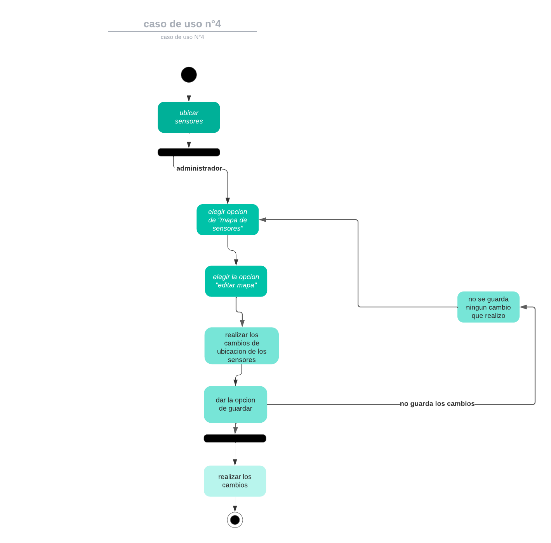 caso de uso n°4
caso de uso N°4
ubicar
sensores
administrador
elegir opcion
de "mapa de
sensores"
elegir la opcion
"editar mapa"
no se guarda
ningun cambio
que realizo
realizar los
cambios de
ubicacion de los
sensores
dar la opcion
de guardar
no guarda los cambios
realizar los
cambios